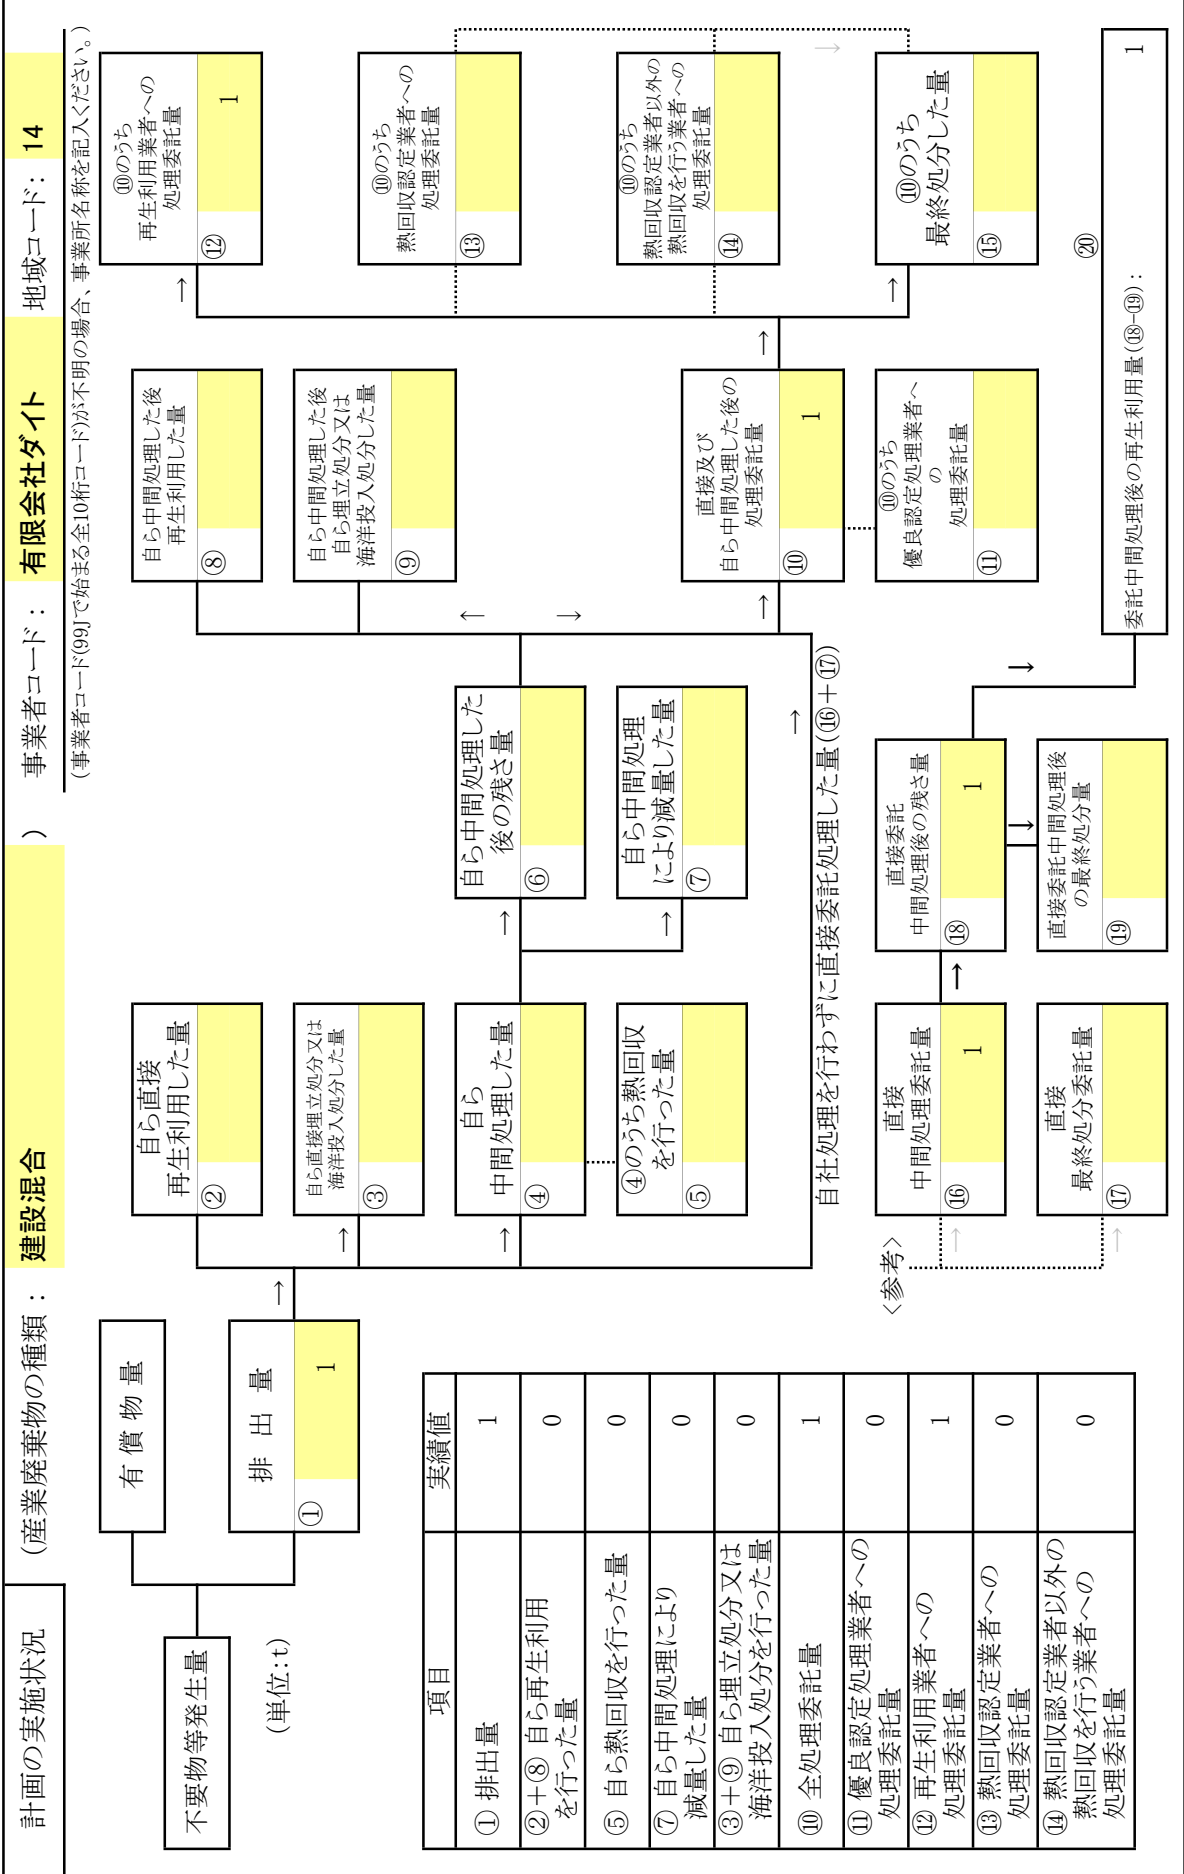 計画の実施状況
(産業廃棄物の種類 : 建設混合 )
事業者コード : 有限会社ダイト 地域コード : 14
(事業者コード(99Jで始まる全10桁コード)が不明の場合、事業所名称を記入ください。)
不要物等発生量
(単位:t)
有 償 物 量
排 出 量
① 1
→
自ら直接
再生利用した量
②
自ら直接埋立処分又は
海洋投入処分した量
→ ③
自ら
中間処理した量
→ ④
④のうち熱回収
を行った量
⑤
自ら中間処理した
後の残さ量
→ ⑥
自ら中間処理
により減量した量
→ ⑦
自ら中間処理した後
再生利用した量
⑧
自ら中間処理した後
自ら埋立処分又は
海洋投入処分した量
⑨
↑
↓
直接及び
自ら中間処理した後の
処理委託量
→ ⑩ 1
→
⑩のうち
優良認定処理業者へ
の
処理委託量
⑪
⑩のうち
再生利用業者への
処理委託量
→ ⑫ 1
⑩のうち
熱回収認定業者への
処理委託量
⑬
⑩のうち
熱回収認定業者以外の
熱回収を行う業者への
処理委託量
⑭
↓
⑩のうち
最終処分した量
→ ⑮
自社処理を行わずに直接委託処理した量(⑯+⑰)
→
<参考>
直接
中間処理委託量
→ ⑯ 1
直接
最終処分委託量
→ ⑰
直接委託
中間処理後の残さ量
→ ⑱ 1
↓
直接委託中間処理後
の最終処分量
⑲
↓
⑳
委託中間処理後の再生利用量(⑱-⑲) : 1
項目 実績値
① 排出量 1
②+⑧ 自ら再生利用
を行った量 0
⑤ 自ら熱回収を行った量 0
⑦ 自ら中間処理により
減量した量 0
③+⑨ 自ら埋立処分又は
海洋投入処分を行った量 0
⑩ 全処理委託量 1
⑪ 優良認定処理業者への
処理委託量 0
⑫ 再生利用業者への
処理委託量 1
⑬ 熱回収認定業者への
処理委託量 0
⑭ 熱回収認定業者以外の
熱回収を行う業者への
処理委託量 0